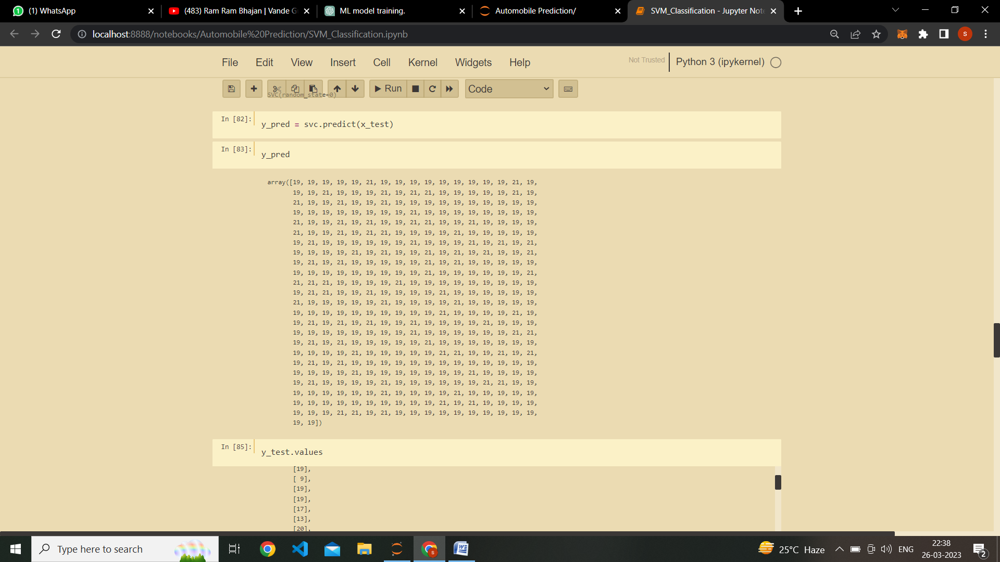 (1) WhatsApp
(483) Ram Ram Bhajan | Vande G
ML model training.
Automobile Prediction/
SVM_Classification - Jupyter Note
localhost:8888/notebooks/Automobile%20Prediction/SVM_Classification.ipynb
S
File Edit View Insert Cell Kernel Widgets Help
Not Trusted
Python 3 (ipykernel)
Run
Code
SVC(random_state=0)
In [82]: y_pred = svc.predict(x_test)
In [83]: y_pred
array([19, 19, 19, 19, 19, 21, 19, 19, 19, 19, 19, 19, 19, 19, 19, 21, 19,
19, 19, 21, 19, 19, 19, 21, 19, 21, 21, 19, 19, 19, 19, 19, 21, 19,
21, 19, 19, 21, 19, 19, 21, 19, 19, 19, 19, 19, 19, 19, 19, 19, 19,
19, 19, 19, 19, 19, 19, 19, 19, 21, 19, 19, 19, 19, 19, 19, 19, 19,
21, 19, 19, 21, 19, 21, 19, 19, 21, 21, 19, 19, 21, 19, 19, 19, 19,
21, 19, 19, 21, 19, 21, 21, 19, 19, 19, 19, 21, 19, 19, 19, 19, 19,
19, 21, 19, 19, 19, 19, 19, 19, 21, 19, 19, 19, 21, 19, 21, 19, 21,
19, 19, 19, 19, 21, 19, 21, 19, 19, 21, 19, 21, 19, 21, 19, 19, 21,
19, 21, 19, 21, 19, 19, 19, 19, 19, 21, 19, 21, 19, 19, 19, 19, 19,
19, 19, 19, 19, 19, 19, 19, 19, 19, 21, 19, 19, 19, 19, 19, 19, 21,
21, 21, 21, 19, 19, 19, 19, 21, 19, 19, 19, 19, 19, 19, 19, 19, 19,
19, 21, 21, 19, 19, 21, 19, 19, 19, 19, 21, 19, 19, 19, 19, 19, 19,
21, 19, 19, 19, 19, 19, 21, 19, 19, 19, 19, 21, 19, 19, 19, 19, 19,
19, 19, 19, 19, 19, 19, 19, 19, 19, 19, 21, 19, 19, 19, 19, 21, 19,
19, 21, 19, 21, 19, 21, 19, 19, 21, 19, 19, 19, 19, 21, 19, 19, 19,
19, 19, 19, 19, 19, 19, 19, 19, 21, 19, 19, 19, 19, 19, 19, 21, 21,
19, 21, 19, 21, 19, 19, 19, 19, 19, 21, 19, 19, 19, 19, 19, 19, 19,
19, 19, 19, 19, 21, 19, 19, 19, 19, 19, 21, 21, 19, 19, 21, 19, 21,
19, 21, 19, 21, 19, 19, 19, 19, 19, 19, 19, 19, 19, 19, 19, 19, 19,
19, 19, 19, 19, 21, 19, 19, 19, 19, 19, 19, 19, 21, 19, 19, 19, 19,
19, 21, 19, 19, 19, 19, 21, 19, 19, 19, 19, 19, 19, 21, 21, 19, 19,
19, 19, 19, 19, 19, 19, 21, 19, 19, 19, 19, 21, 19, 19, 19, 19, 19,
19, 19, 19, 19, 19, 19, 19, 19, 19, 19, 21, 19, 21, 19, 19, 19, 19,
19, 19, 19, 21, 21, 19, 21, 19, 19, 19, 19, 19, 19, 19, 19, 19, 19,
19, 19])
In [85]: y_test.values
[19],
[ 9],
[19],
[19],
[17],
[13],
[20],
Type here to search
S
25°C Haze
ENG
22:38
26-03-2023
2